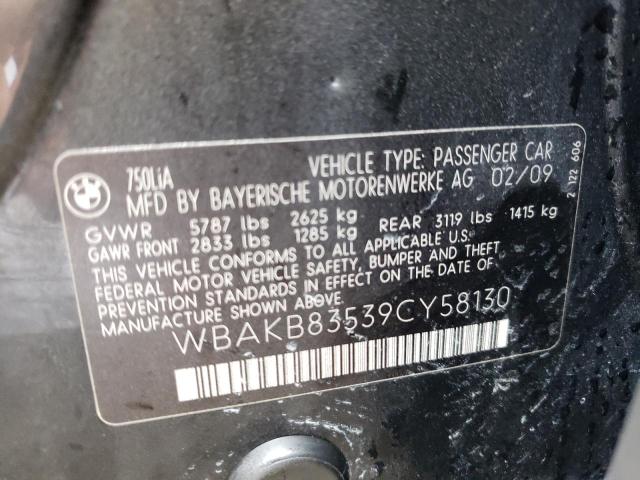 BMW
750LiA
VEHICLE TYPE: PASSENGER CAR
MFD BY BAYERISCHE MOTORENWERKE AG 02/09
GVWR 5787 lbs 2625 kg
GAWR FRONT 2833 lbs 1285 kg REAR 3119 lbs 1415 kg
THIS VEHICLE CONFORMS TO ALL APPLICABLE U.S.
FEDERAL MOTOR VEHICLE SAFETY, BUMPER AND THEFT
PREVENTION STANDARDS IN EFFECT ON THE DATE OF
MANUFACTURE SHOWN ABOVE.
WBAKB83539CY58130
122 606